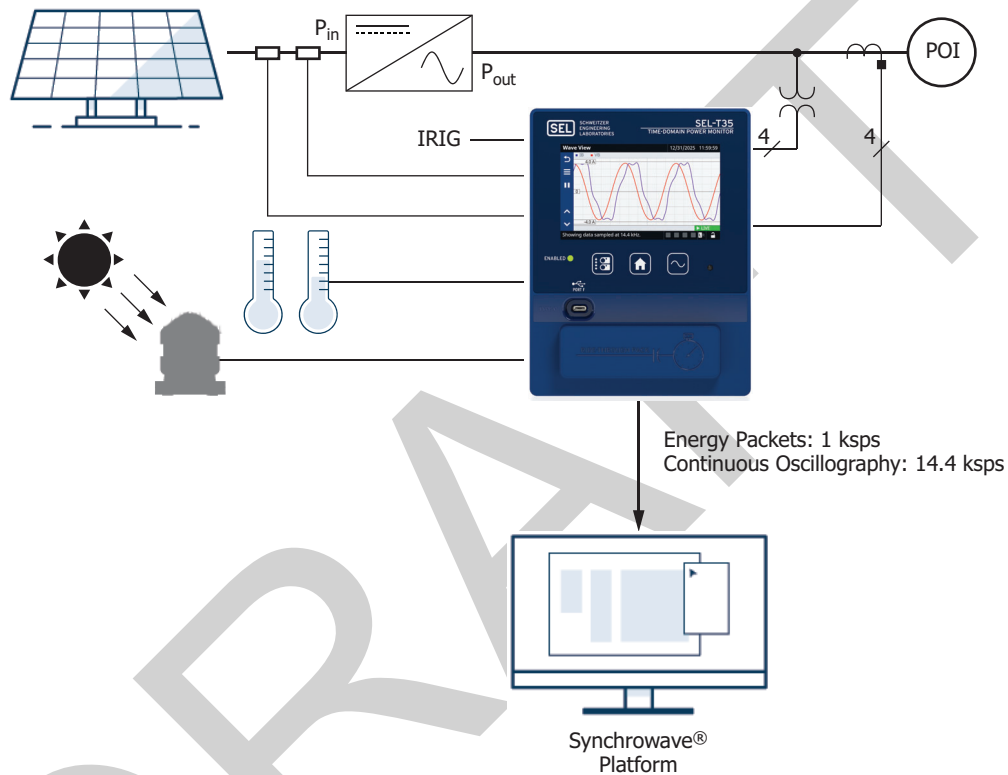 P_in
P_out
POI
IRIG
4
4
SEL SCHWEITZER ENGINEERING LABORATORIES
SEL-T35
TIME-DOMAIN POWER MONITOR
Wave View 12/31/2025 11:59:59
Showing data sampled at 14.4 kHz.
ENABLED
PORT F
Energy Packets: 1 ksps
Continuous Oscillography: 14.4 ksps
Synchrowave®
Platform
DRAFT